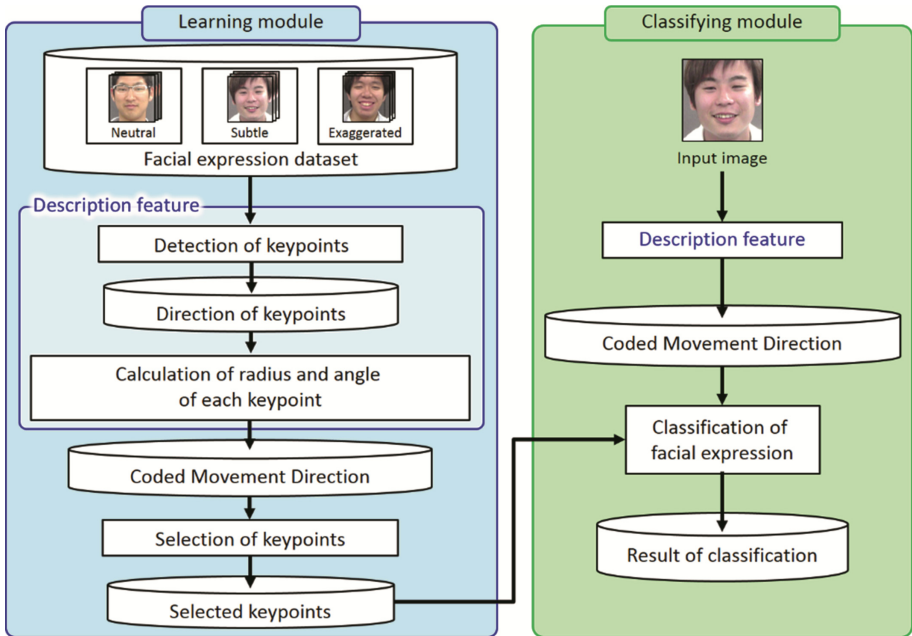 Learning module
Neutral
Subtle
Exaggerated
Facial expression dataset
Description feature
Detection of keypoints
Direction of keypoints
Calculation of radius and angle
of each keypoint
Coded Movement Direction
Selection of keypoints
Selected keypoints
Classifying module
Input image
Description feature
Coded Movement Direction
Classification of
facial expression
Result of classification